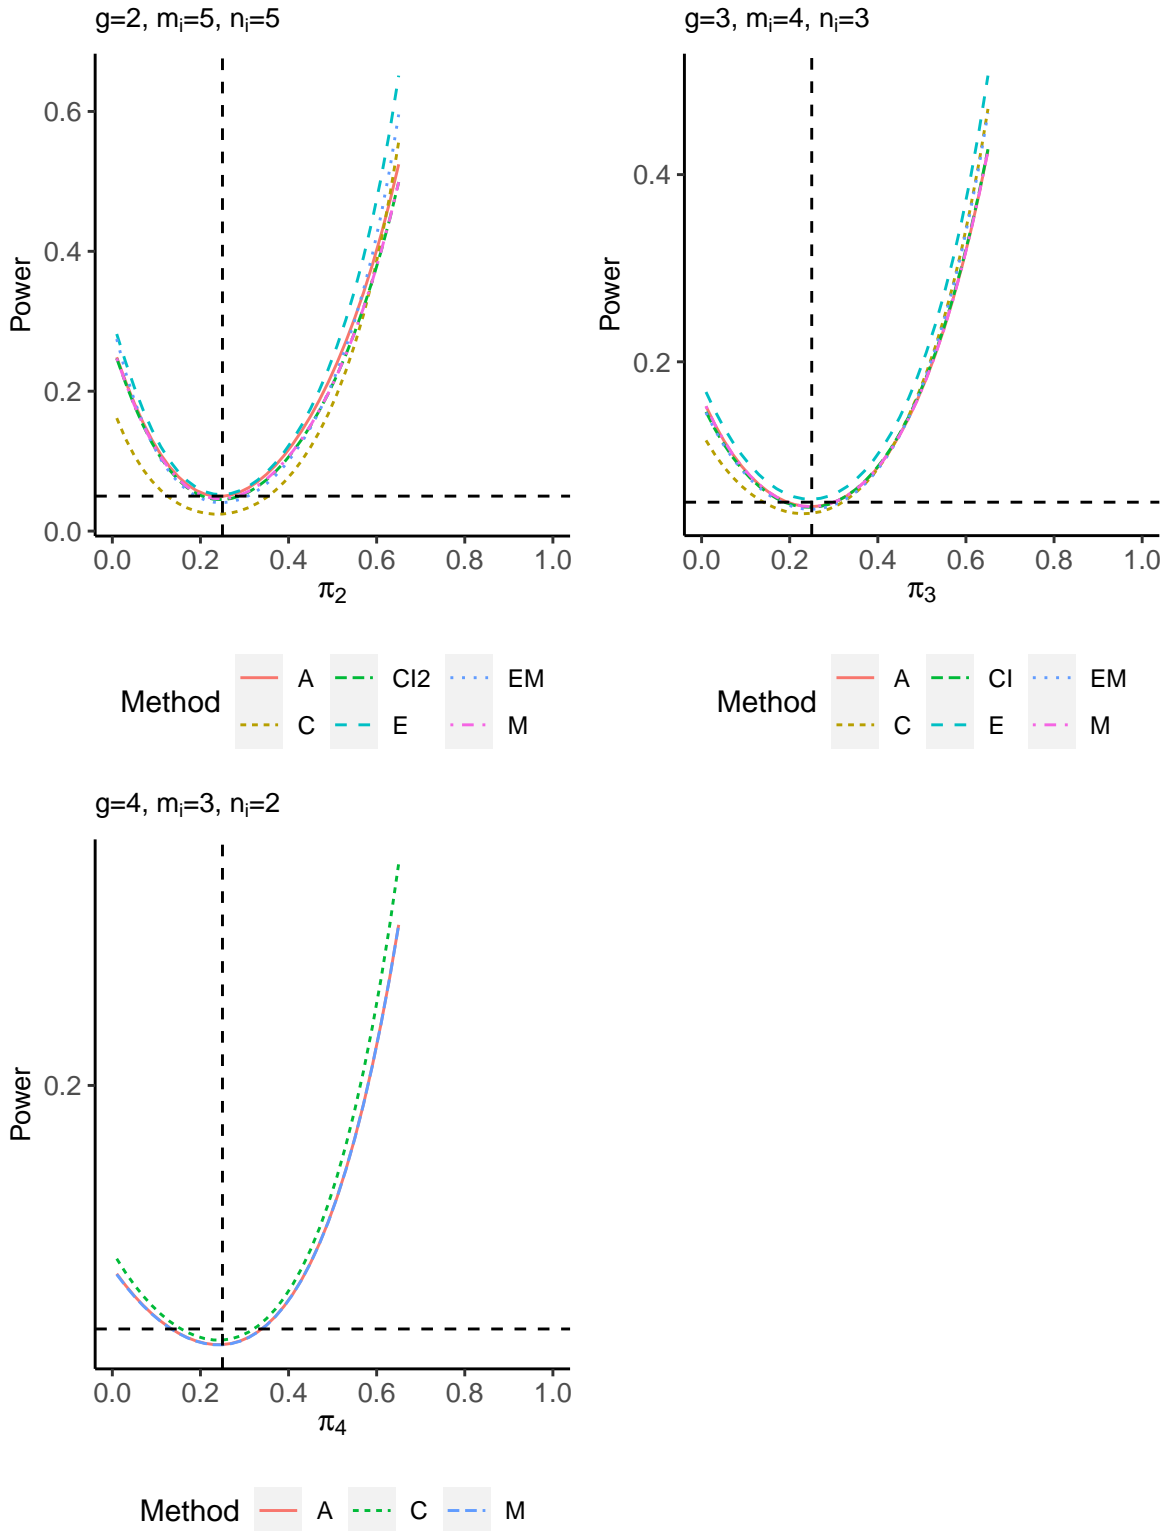 g=2, mᵢ=5, nᵢ=5
Power
0.6
0.4
0.2
0.0
0.0 0.2 0.4 0.6 0.8 1.0
π₂
Method A CI2 EM
C E M
g=3, mᵢ=4, nᵢ=3
Power
0.4
0.2
0.0 0.2 0.4 0.6 0.8 1.0
π₃
Method A CI EM
C E M
g=4, mᵢ=3, nᵢ=2
Power
0.2
0.0 0.2 0.4 0.6 0.8 1.0
π₄
Method A C M